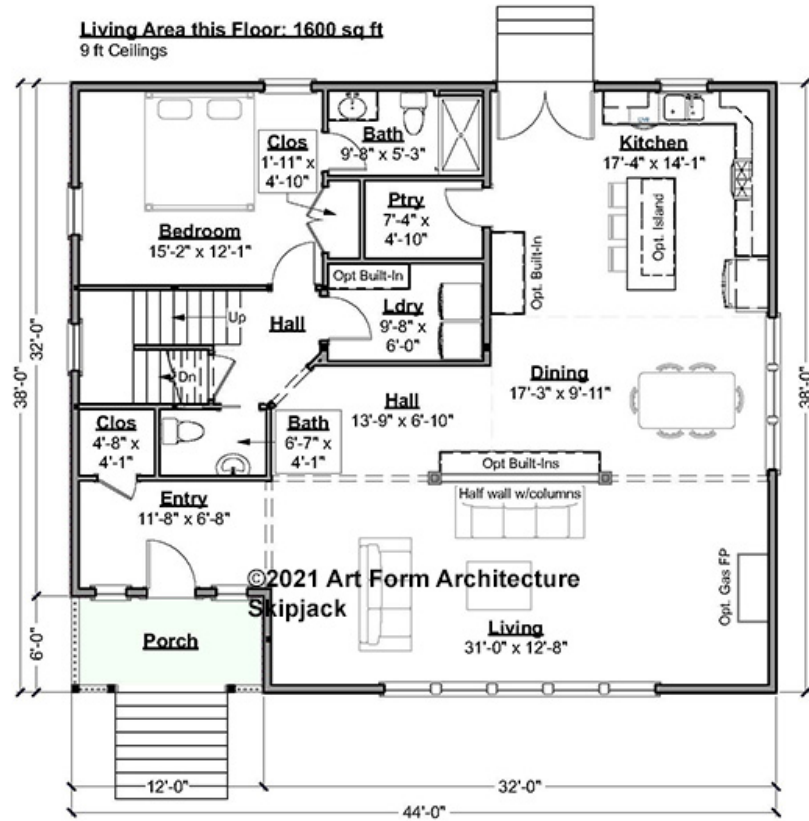 Living Area this Floor: 1600 sq ft
9 ft Ceilings
Clos
1'-11" x
4'-10"
Bath
9'-8" x 5'-3"
Kitchen
17'-4" x 14'-1"
Ptry
7'-4" x
4'-10"
Opt. Island
Bedroom
15'-2" x 12'-1"
Opt. Built-In
Opt Built-In
Up
Hall
Ldry
9'-8" x
6'-0"
Dn
Dining
17'-3" x 9'-11"
Hall
13'-9" x 6'-10"
Clos
4'-8" x
4'-1"
Bath
6'-7" x
4'-1"
Opt Built-Ins
Half wall w/columns
Entry
11'-8" x 6'-8"
©2021 Art Form Architecture
Skipjack
Opt. Gas FP
Porch
Living
31'-0" x 12'-8"
38'-0"
32'-0"
6'-0"
38'-0"
12'-0"
32'-0"
44'-0"